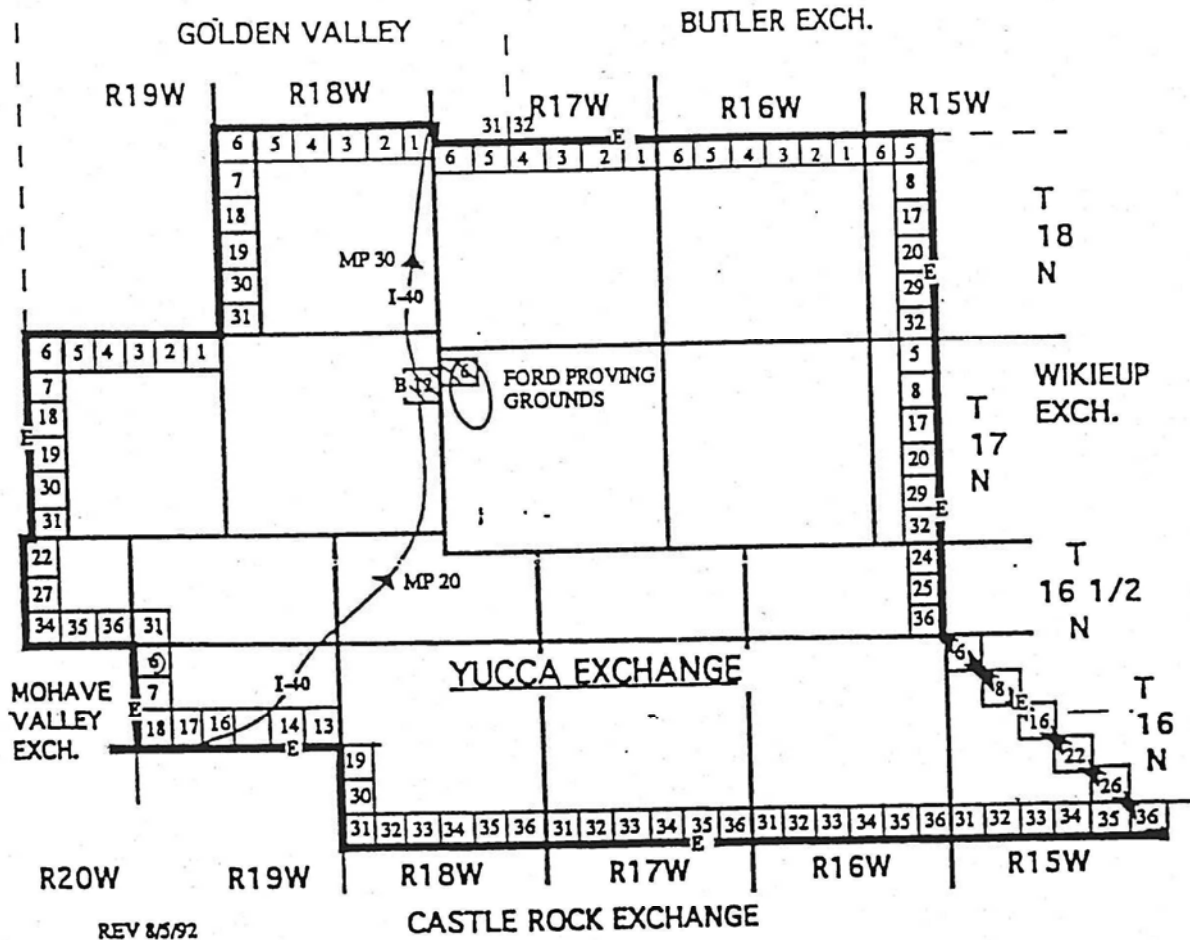 GOLDEN VALLEY
BUTLER EXCH.
R19W R18W R17W R16W R15W
31 32
E
6 5 4 3 2 1 6 5 4 3 2 1 6 5 4 3 2 1 6 5
7 8
18 17
19 20
30 29
31 32
E
T
18
N
MP 30
I-40
6 5 4 3 2 1 5
7 8
18 17
19 20
30 29
31 32
E E
B 12 6
FORD PROVING
GROUNDS
WIKIEUP
EXCH.
T
17
N
22 24
27 25
34 35 36 31 36
MP 20
T
16 1/2
N
6
7
18 17 16 14 13
E E
I-40
YUCCA EXCHANGE
MOHAVE
VALLEY
EXCH.
6
8
E
16
22
26
T
16
N
19
30
31 32 33 34 35 36 31 32 33 34 35 36 31 32 33 34 35 36 31 32 33 34 35 36
E
R20W R19W R18W R17W R16W R15W
REV 8/5/92
CASTLE ROCK EXCHANGE